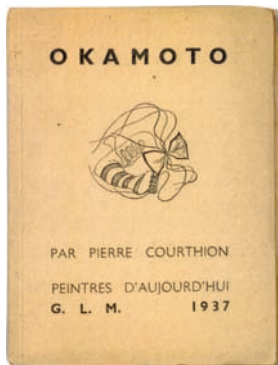 OKAMOTO
PAR PIERRE COURTHION
PEINTRES D'AUJOURD'HUI
G. L. M. 1937